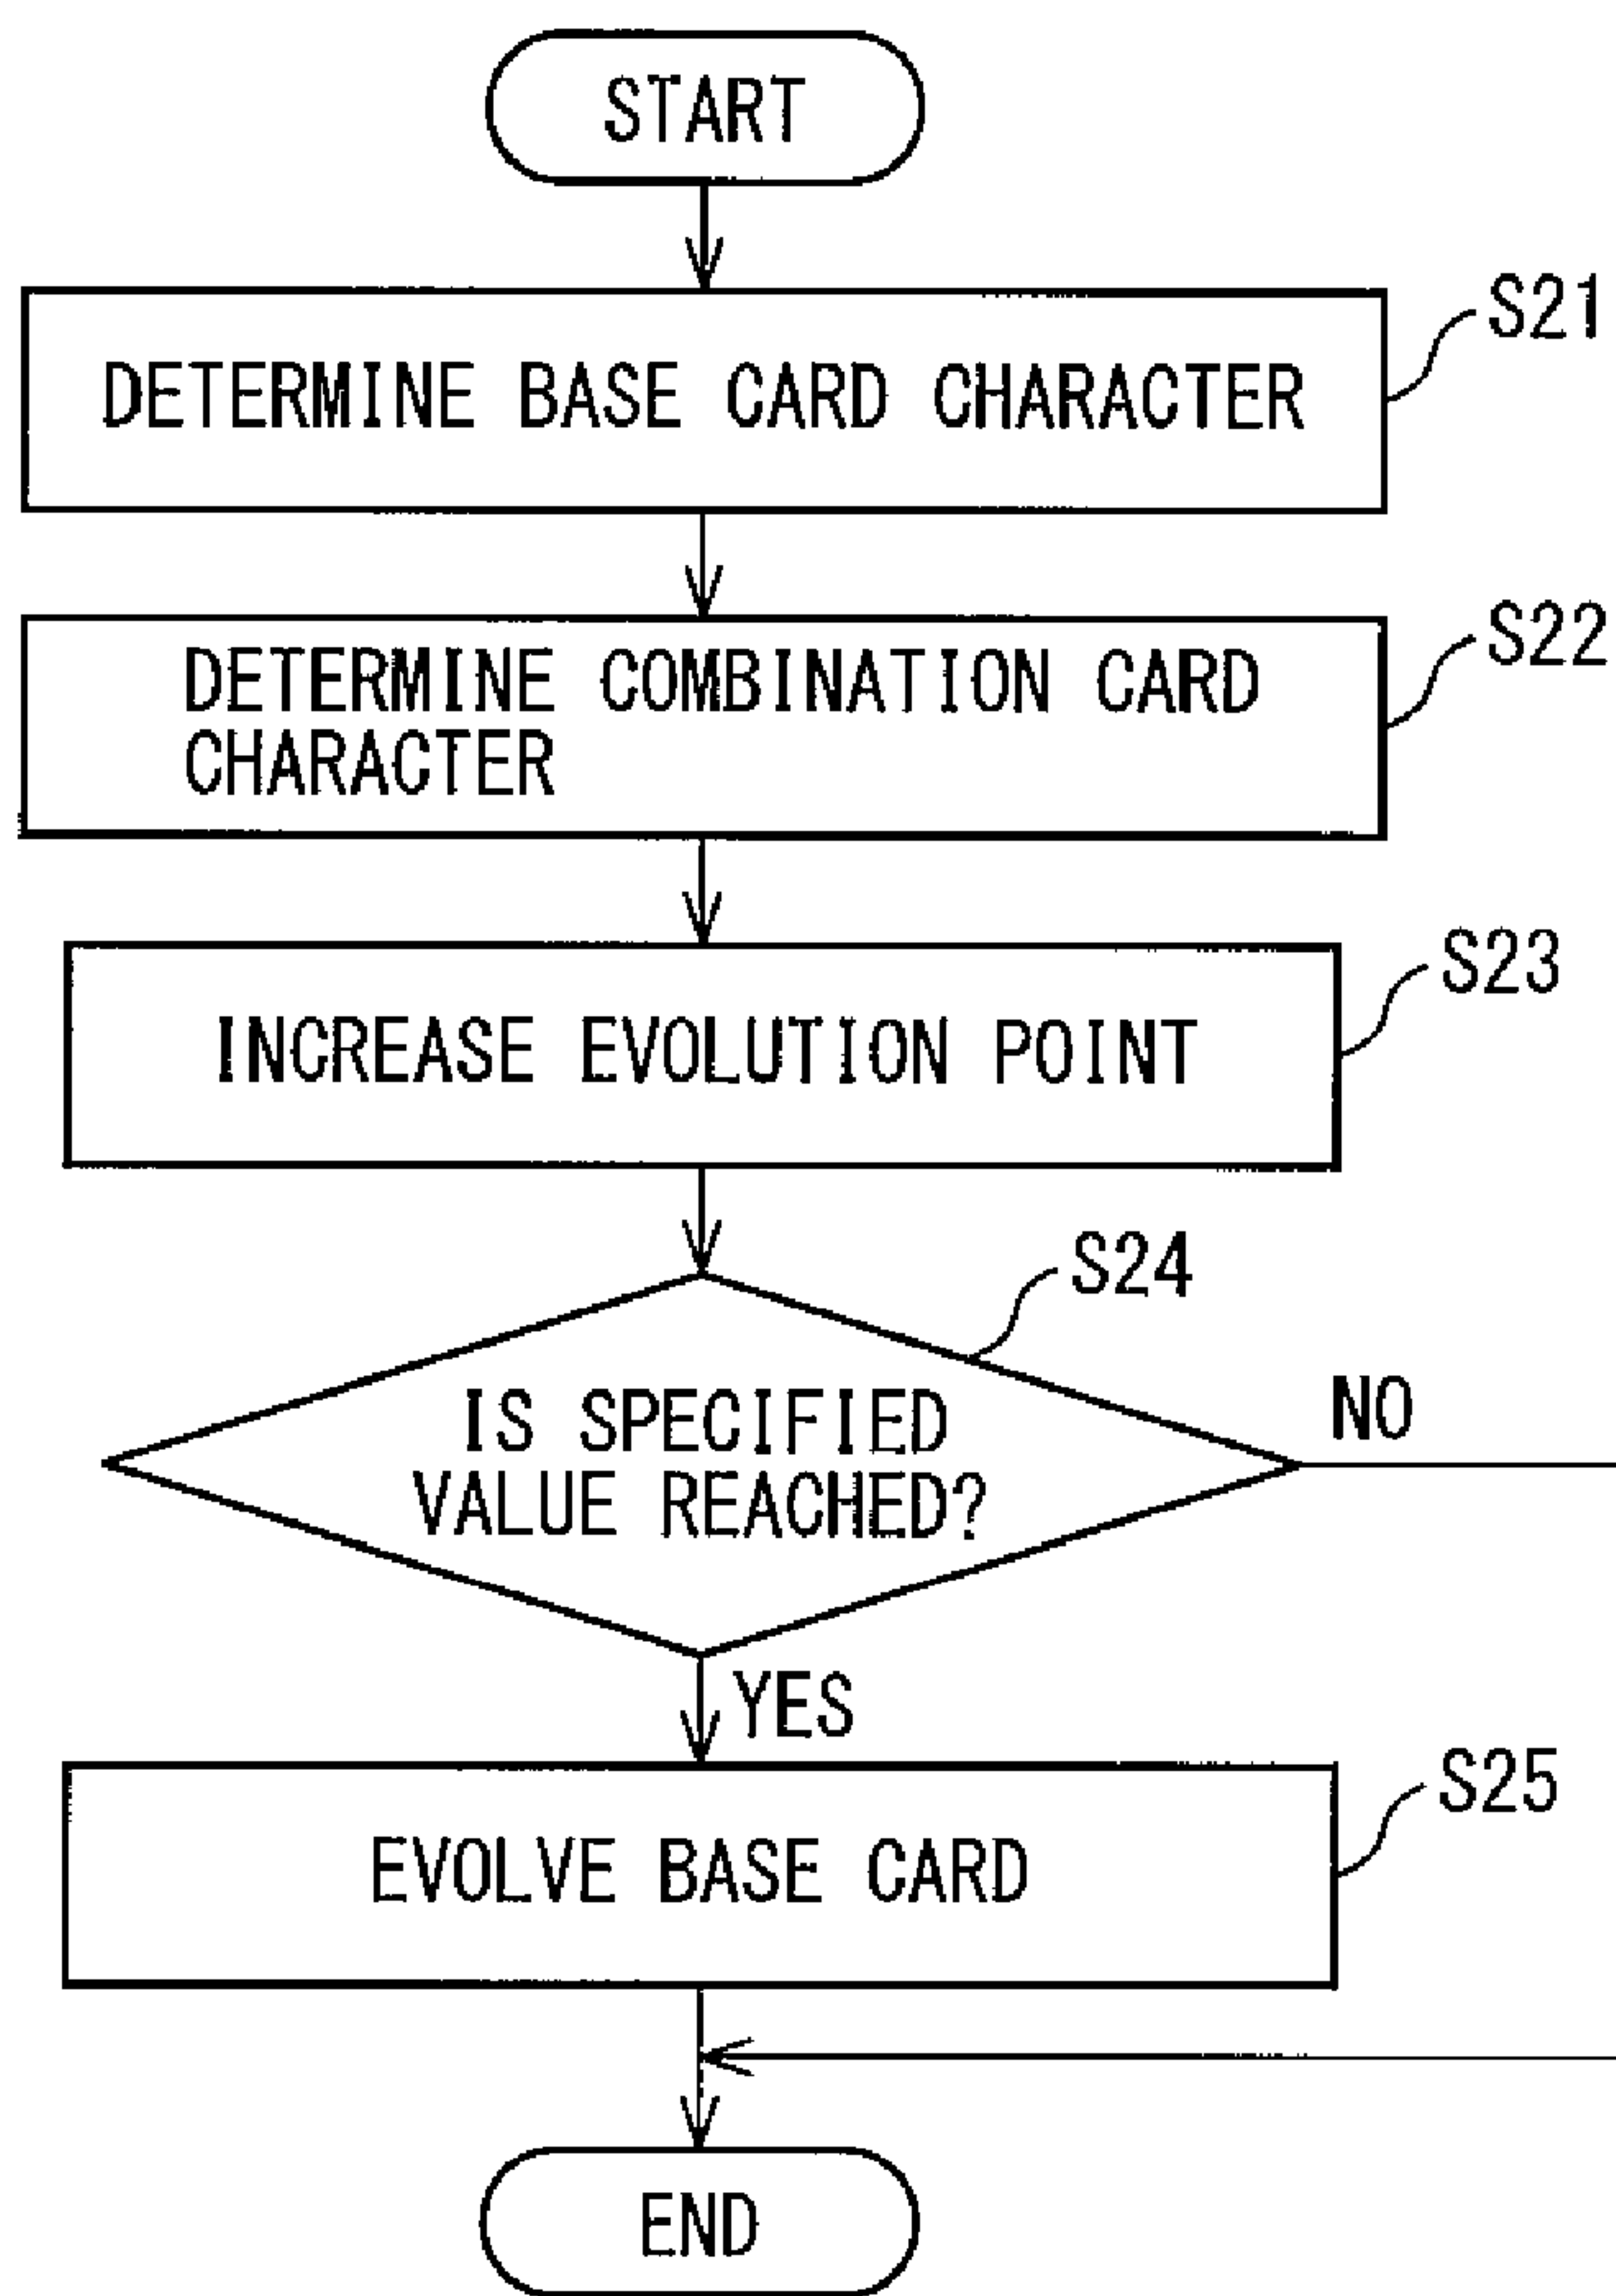 START
S21
DETERMINE BASE CARD CHARACTER
S22
DETERMINE COMBINATION CARD
CHARACTER
S23
INCREASE EVOLUTION POINT
S24
IS SPECIFIED
VALUE REACHED?
NO
YES
S25
EVOLVE BASE CARD
END